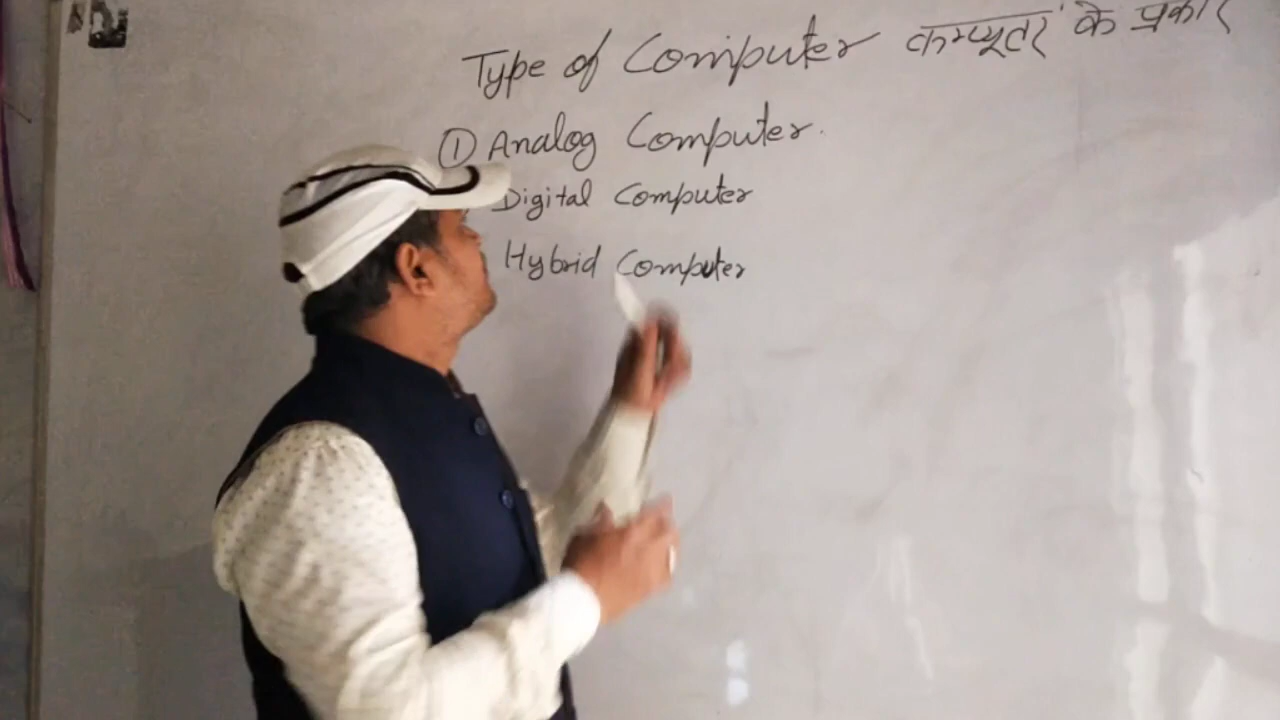 Type of Computer कम्प्यूटर के प्रकार
① Analog Computer.
Digital Computer
Hybrid Computer